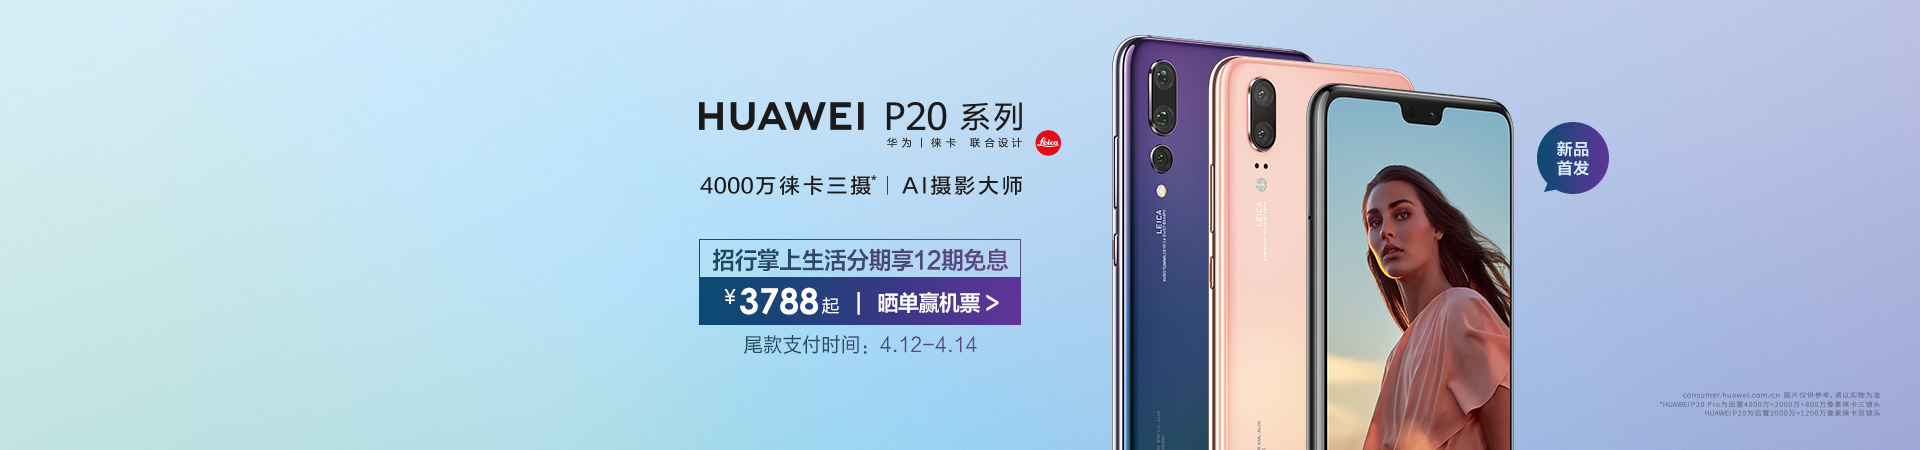 HUAWEI P20 系列
华为 | 徕卡 联合设计
Leica
4000万徕卡三摄* | AI摄影大师
招行掌上生活分期享12期免息
¥3788起 | 晒单赢机票 >
尾款支付时间：4.12-4.14
新品
首发
LEICA
LEICA
consumer.huawei.com/cn 图片仅供参考，请以实物为准
*HUAWEI P20 Pro为后置4000万+2000万+800万像素徕卡三镜头
HUAWEI P20为后置2000万+1200万像素徕卡双镜头